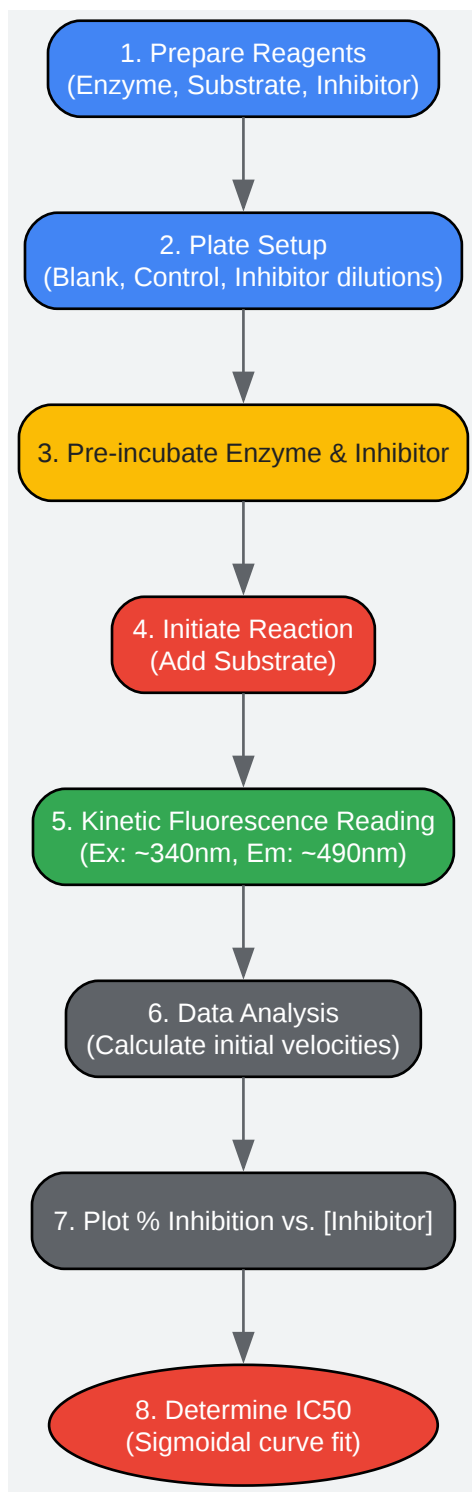 1. Prepare Reagents
(Enzyme, Substrate, Inhibitor)
2. Plate Setup
(Blank, Control, Inhibitor dilutions)
3. Pre-incubate Enzyme & Inhibitor
4. Initiate Reaction
(Add Substrate)
5. Kinetic Fluorescence Reading
(Ex: ~340nm, Em: ~490nm)
6. Data Analysis
(Calculate initial velocities)
7. Plot % Inhibition vs. [Inhibitor]
8. Determine IC50
(Sigmoidal curve fit)